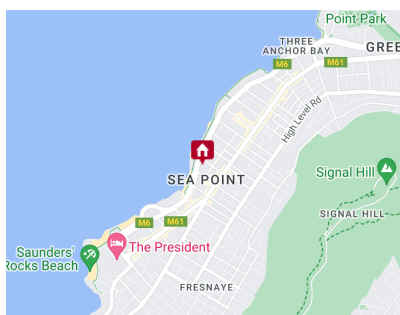 Point Park
THREE
ANCHOR BAY
GREE
M6
M61
High Level Rd
SEA POINT
Signal Hill
SIGNAL HILL
M6
M61
The President
Saunders'
Rocks Beach
FRESNAYE